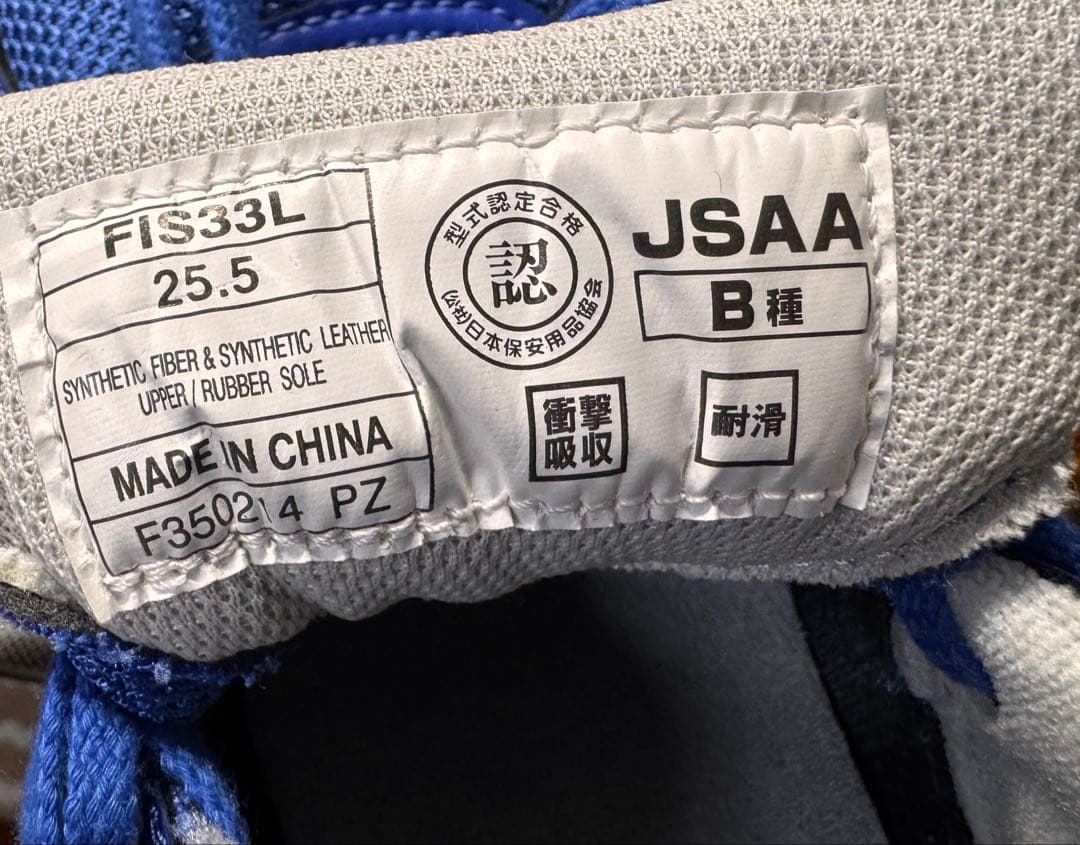 FIS33L
25.5
SYNTHETIC FIBER & SYNTHETIC LEATHER
UPPER / RUBBER SOLE
MADE IN CHINA
F350214 PZ
型式認定合格
認
(公社)日本保安用品協会
JSAA
B種
衝撃
吸収
耐滑